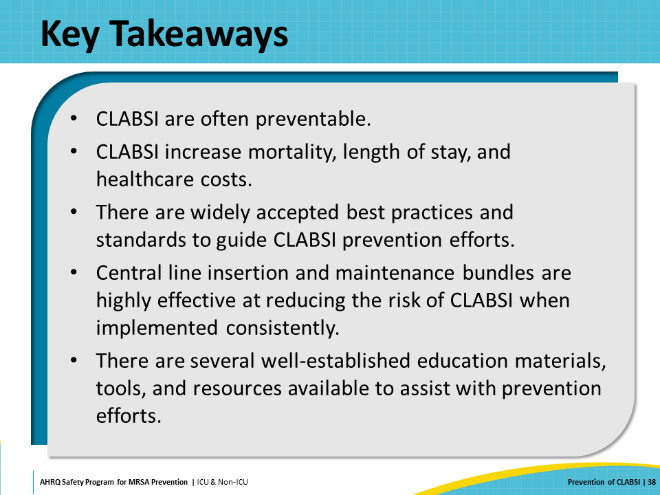 Key Takeaways
• CLABSI are often preventable.
• CLABSI increase mortality, length of stay, and
healthcare costs.
• There are widely accepted best practices and
standards to guide CLABSI prevention efforts.
• Central line insertion and maintenance bundles are
highly effective at reducing the risk of CLABSI when
implemented consistently.
• There are several well-established education materials,
tools, and resources available to assist with prevention
efforts.
AHRQ Safety Program for MRSA Prevention | ICU & Non-ICU
Prevention of CLABSI | 38